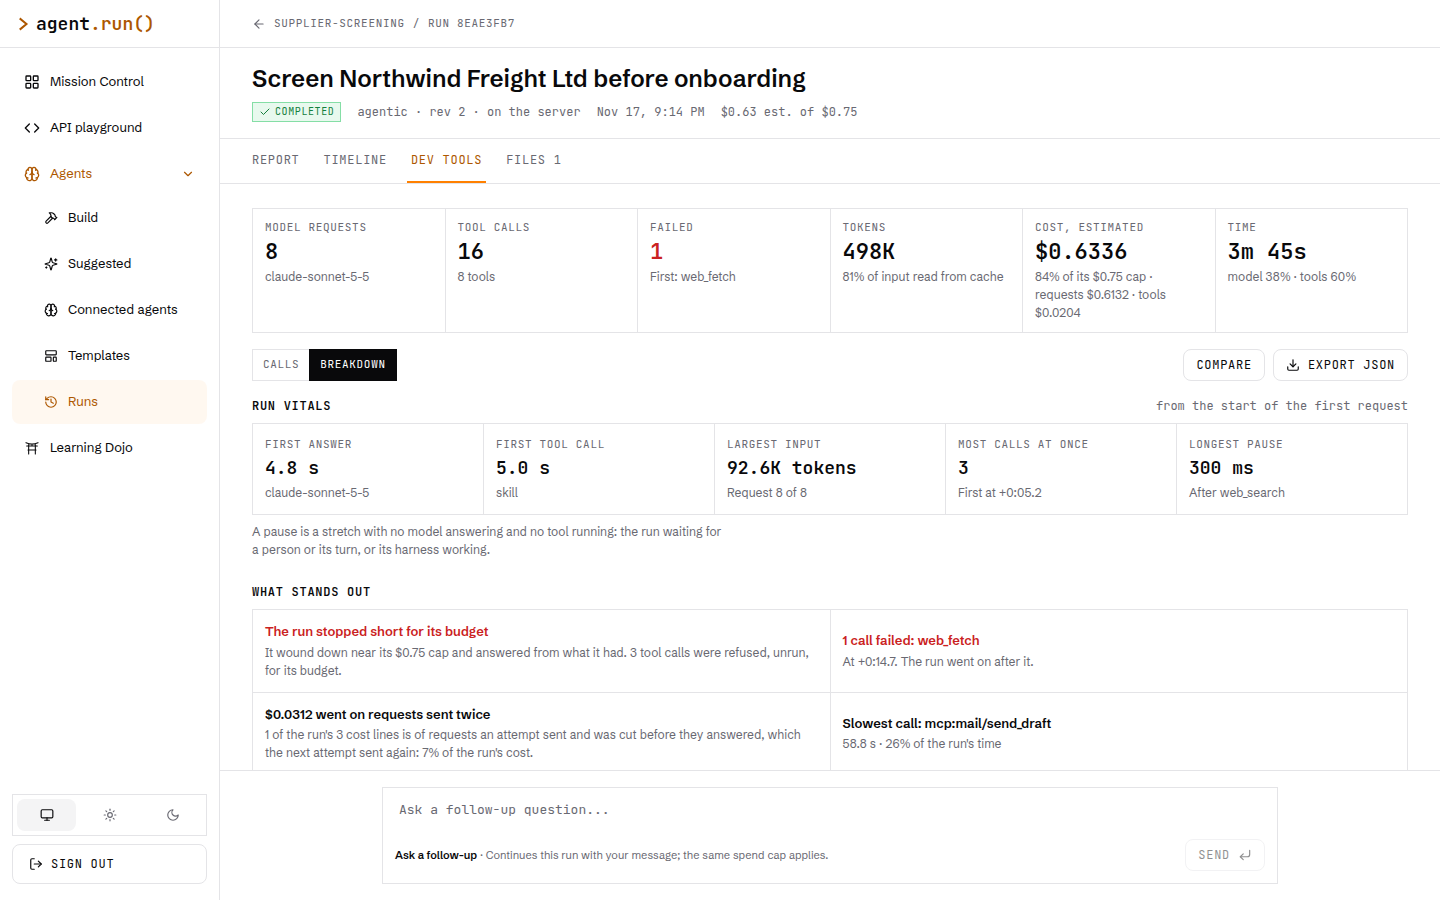 agent.run()
SUPPLIER-SCREENING / RUN 8EAE3FB7
Mission Control
API playground
Agents
Build
Suggested
Connected agents
Templates
Runs
Learning Dojo
SIGN OUT
Screen Northwind Freight Ltd before onboarding
COMPLETED
agentic · rev 2 · on the server Nov 17, 9:14 PM $0.63 est. of $0.75
REPORT TIMELINE DEV TOOLS FILES 1
MODEL REQUESTS
8
claude-sonnet-5-5
TOOL CALLS
16
8 tools
FAILED
1
First: web_fetch
TOKENS
498K
81% of input read from cache
COST, ESTIMATED
$0.6336
84% of its $0.75 cap ·
requests $0.6132 · tools
$0.0204
TIME
3m 45s
model 38% · tools 60%
CALLS BREAKDOWN
COMPARE EXPORT JSON
RUN VITALS
from the start of the first request
FIRST ANSWER
4.8 s
claude-sonnet-5-5
FIRST TOOL CALL
5.0 s
skill
LARGEST INPUT
92.6K tokens
Request 8 of 8
MOST CALLS AT ONCE
3
First at +0:05.2
LONGEST PAUSE
300 ms
After web_search
A pause is a stretch with no model answering and no tool running: the run waiting for
a person or its turn, or its harness working.
WHAT STANDS OUT
The run stopped short for its budget
It wound down near its $0.75 cap and answered from what it had. 3 tool calls were refused, unrun,
for its budget.
1 call failed: web_fetch
At +0:14.7. The run went on after it.
$0.0312 went on requests sent twice
1 of the run's 3 cost lines is of requests an attempt sent and was cut before they answered, which
the next attempt sent again: 7% of the run's cost.
Slowest call: mcp:mail/send_draft
58.8 s · 26% of the run's time
Ask a follow-up question...
Ask a follow-up · Continues this run with your message; the same spend cap applies.
SEND